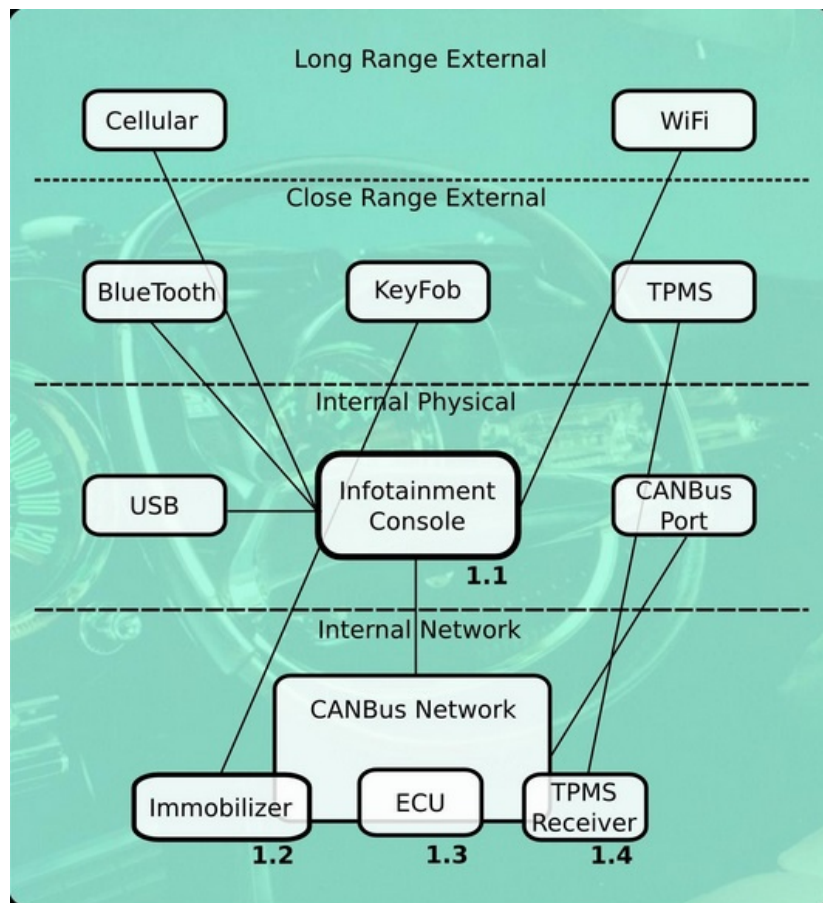 Long Range External
Cellular
WiFi
Close Range External
BlueTooth
KeyFob
TPMS
Internal Physical
USB
Infotainment
Console
CANBus
Port
1.1
Internal Network
CANBus Network
Immobilizer
ECU
TPMS
Receiver
1.2
1.3
1.4